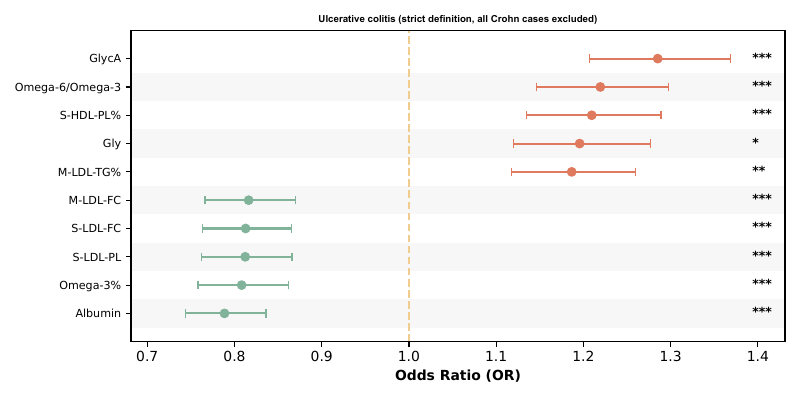 Ulcerative colitis (strict definition, all Crohn cases excluded)
GlycA ***
Omega-6/Omega-3 ***
S-HDL-PL% ***
Gly *
M-LDL-TG% **
M-LDL-FC ***
S-LDL-FC ***
S-LDL-PL ***
Omega-3% ***
Albumin ***
0.7 0.8 0.9 1.0 1.1 1.2 1.3 1.4
Odds Ratio (OR)